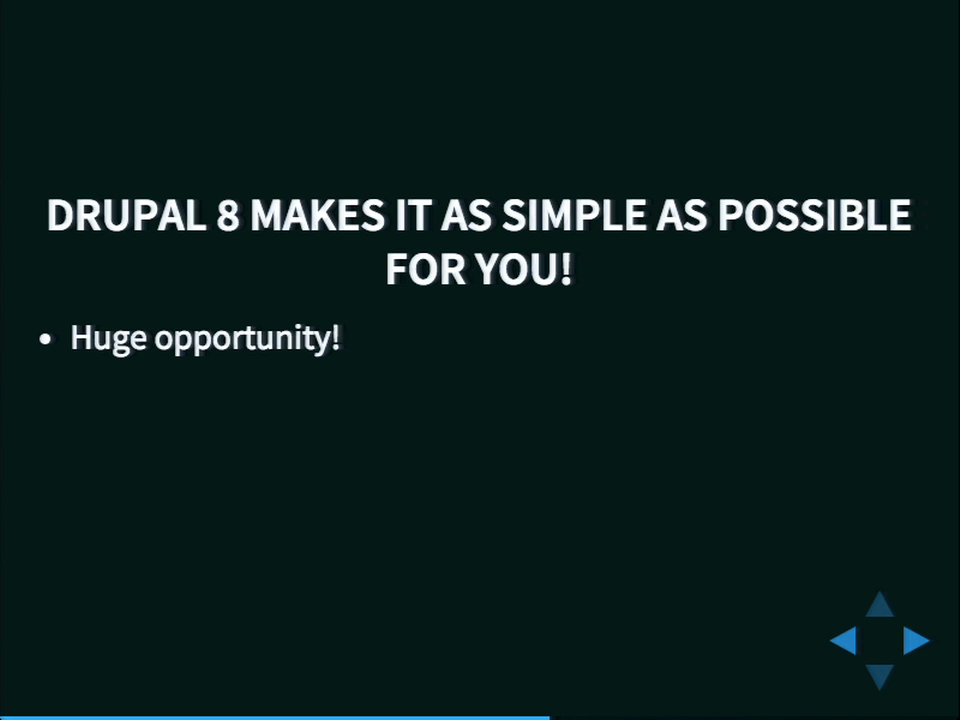 DRUPAL 8 MAKES IT AS SIMPLE AS POSSIBLE
FOR YOU!
• Huge opportunity!